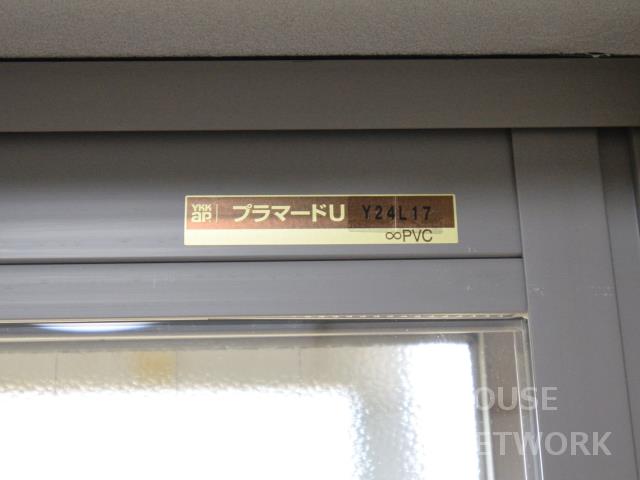 YKK
ap プラマードU Y24L17
∞PVC
OUSE
ETWORK